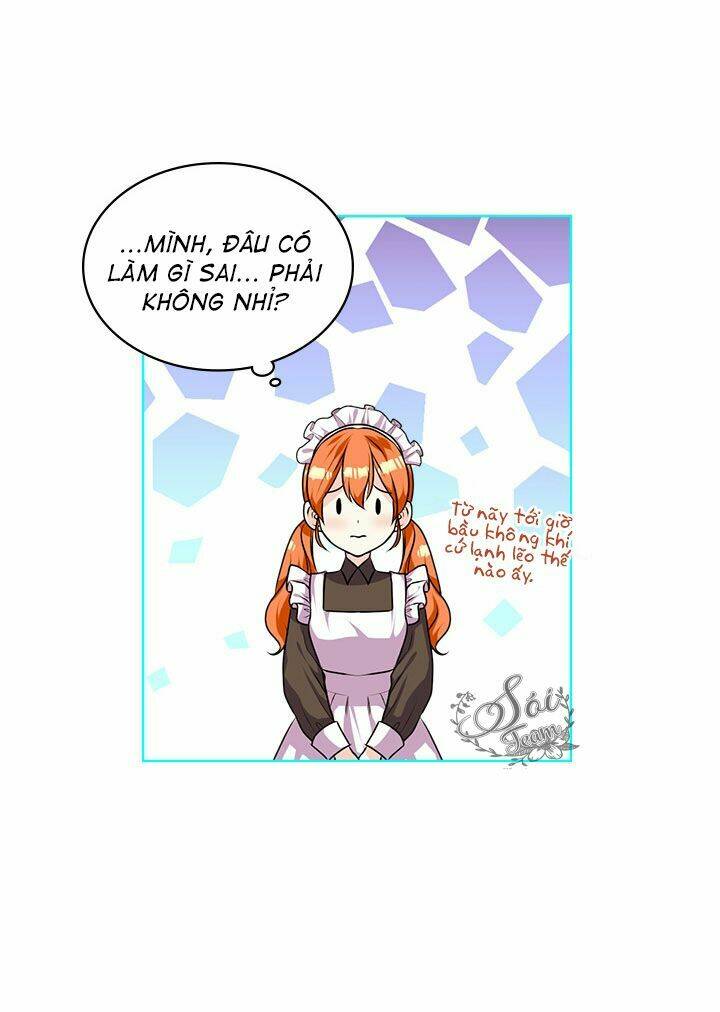 ...MÌNH, ĐÂU CÓ
LÀM GÌ SAI... PHẢI
KHÔNG NHỈ?
TỪ NÃY TỚI GIỜ
BẦU KHÔNG KHÍ
CỨ LẠNH LẼO THẾ
NÀO ẤY.
Sói
Team